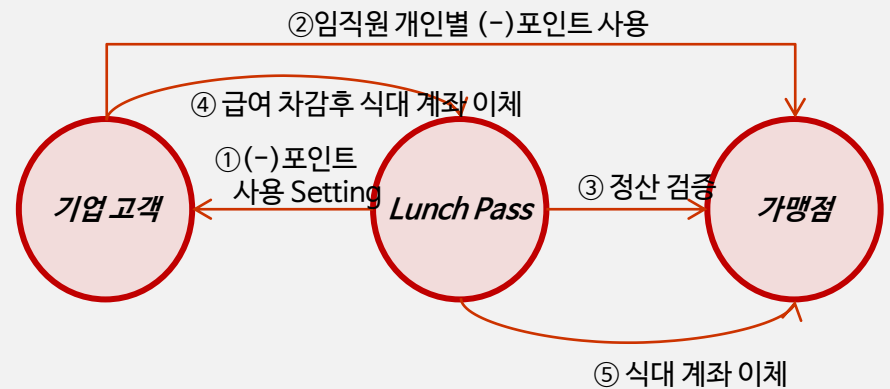 ②임직원 개인별 (-)포인트 사용
④ 급여 차감후 식대 계좌 이체
①(-)포인트
사용 Setting
③ 정산 검증
기업 고객
Lunch Pass
가맹점
⑤ 식대 계좌 이체